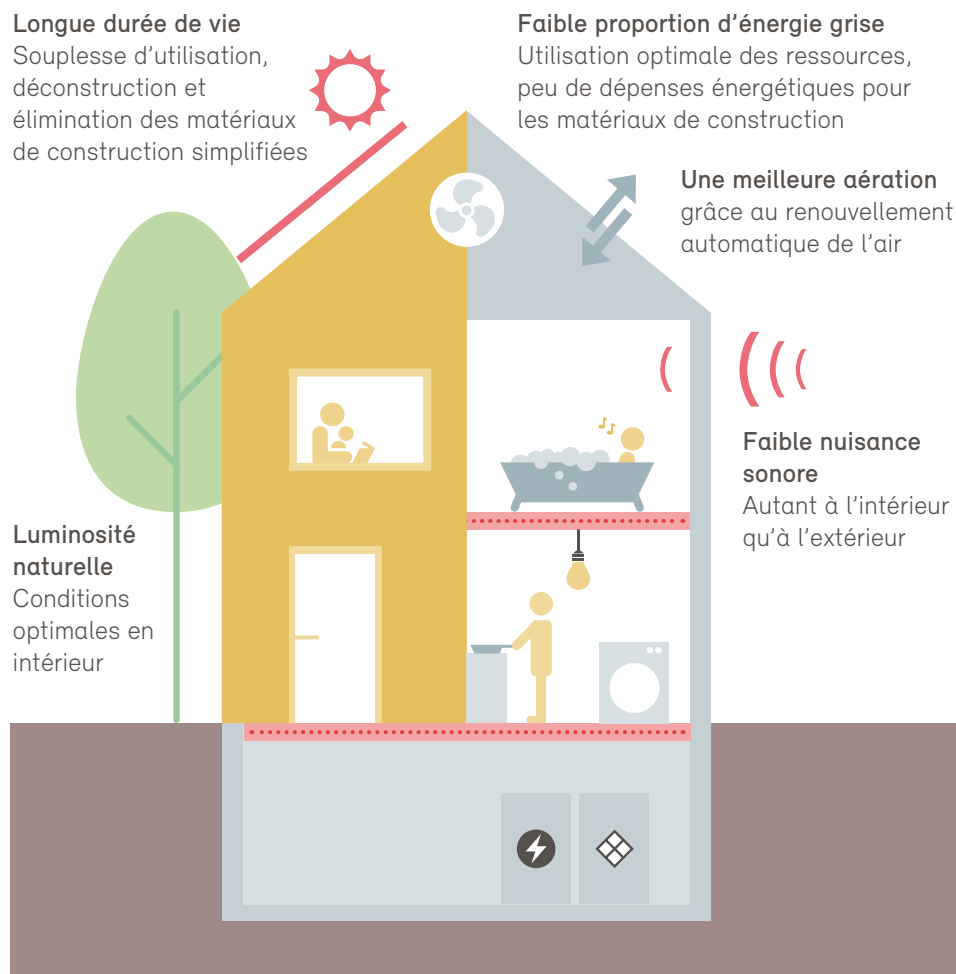 Longue durée de vie
Souplesse d'utilisation,
déconstruction et
élimination des matériaux
de construction simplifiées
Faible proportion d'énergie grise
Utilisation optimale des ressources,
peu de dépenses énergétiques pour
les matériaux de construction
Une meilleure aération
grâce au renouvellement
automatique de l'air
Faible nuisance
sonore
Autant à l'intérieur
qu'à l'extérieur
Luminosité
naturelle
Conditions
optimales en
intérieur